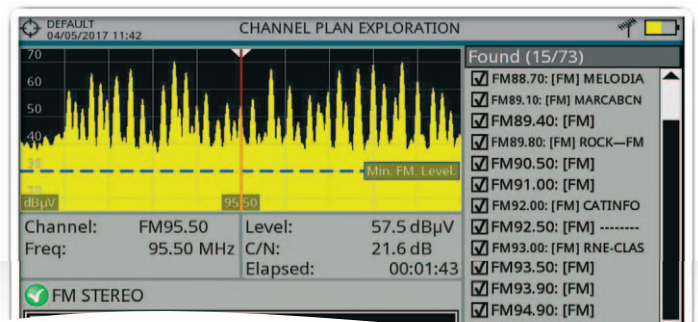 DEFAULT
04/05/2017 11:42
CHANNEL PLAN EXPLORATION
70
60
50
40
30
Min. FM. Level:
dBµV
95.50
Channel: FM95.50
Freq: 95.50 MHz
Level: 57.5 dBµV
C/N: 21.6 dB
Elapsed: 00:01:43
FM STEREO
Found (15/73)
FM88.70: [FM] MELODIA
FM89.10: [FM] MARCABCN
FM89.40: [FM]
FM89.80: [FM] ROCK—FM
FM90.50: [FM]
FM91.00: [FM]
FM92.00: [FM] CATINFO
FM92.50: [FM] --------
FM93.00: [FM] RNE-CLAS
FM93.50: [FM]
FM93.90: [FM]
FM94.90: [FM]